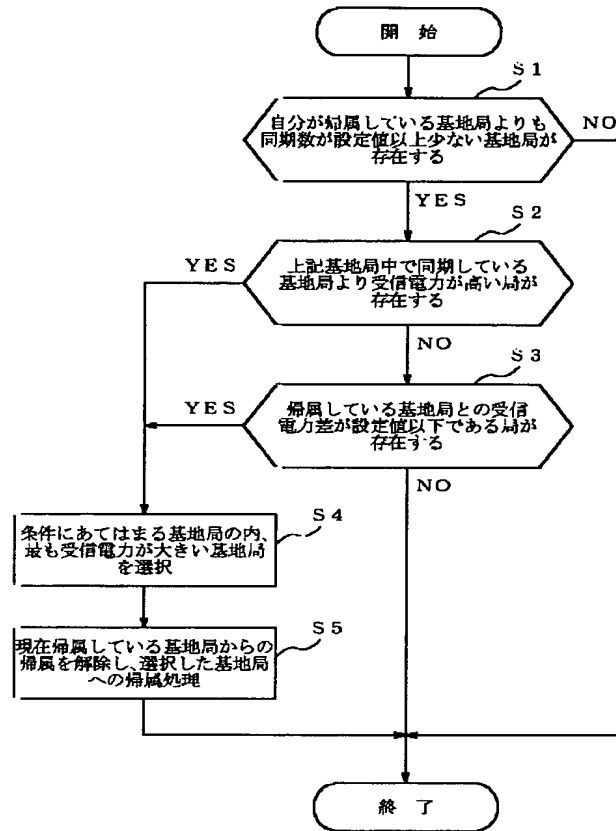 開 始
S1
自分が帰属している基地局よりも
同期数が設定値以上少ない基地局が
存在する
NO
YES
S2
YES
上記基地局中で同期している
基地局より受信電力が高い局が
存在する
NO
S3
YES
帰属している基地局との受信
電力差が設定値以下である局が
存在する
NO
S4
条件にあてはまる基地局の内、
最も受信電力が大きい基地局
を選択
S5
現在帰属している基地局からの
帰属を解除し、選択した基地局
への帰属処理
終 了